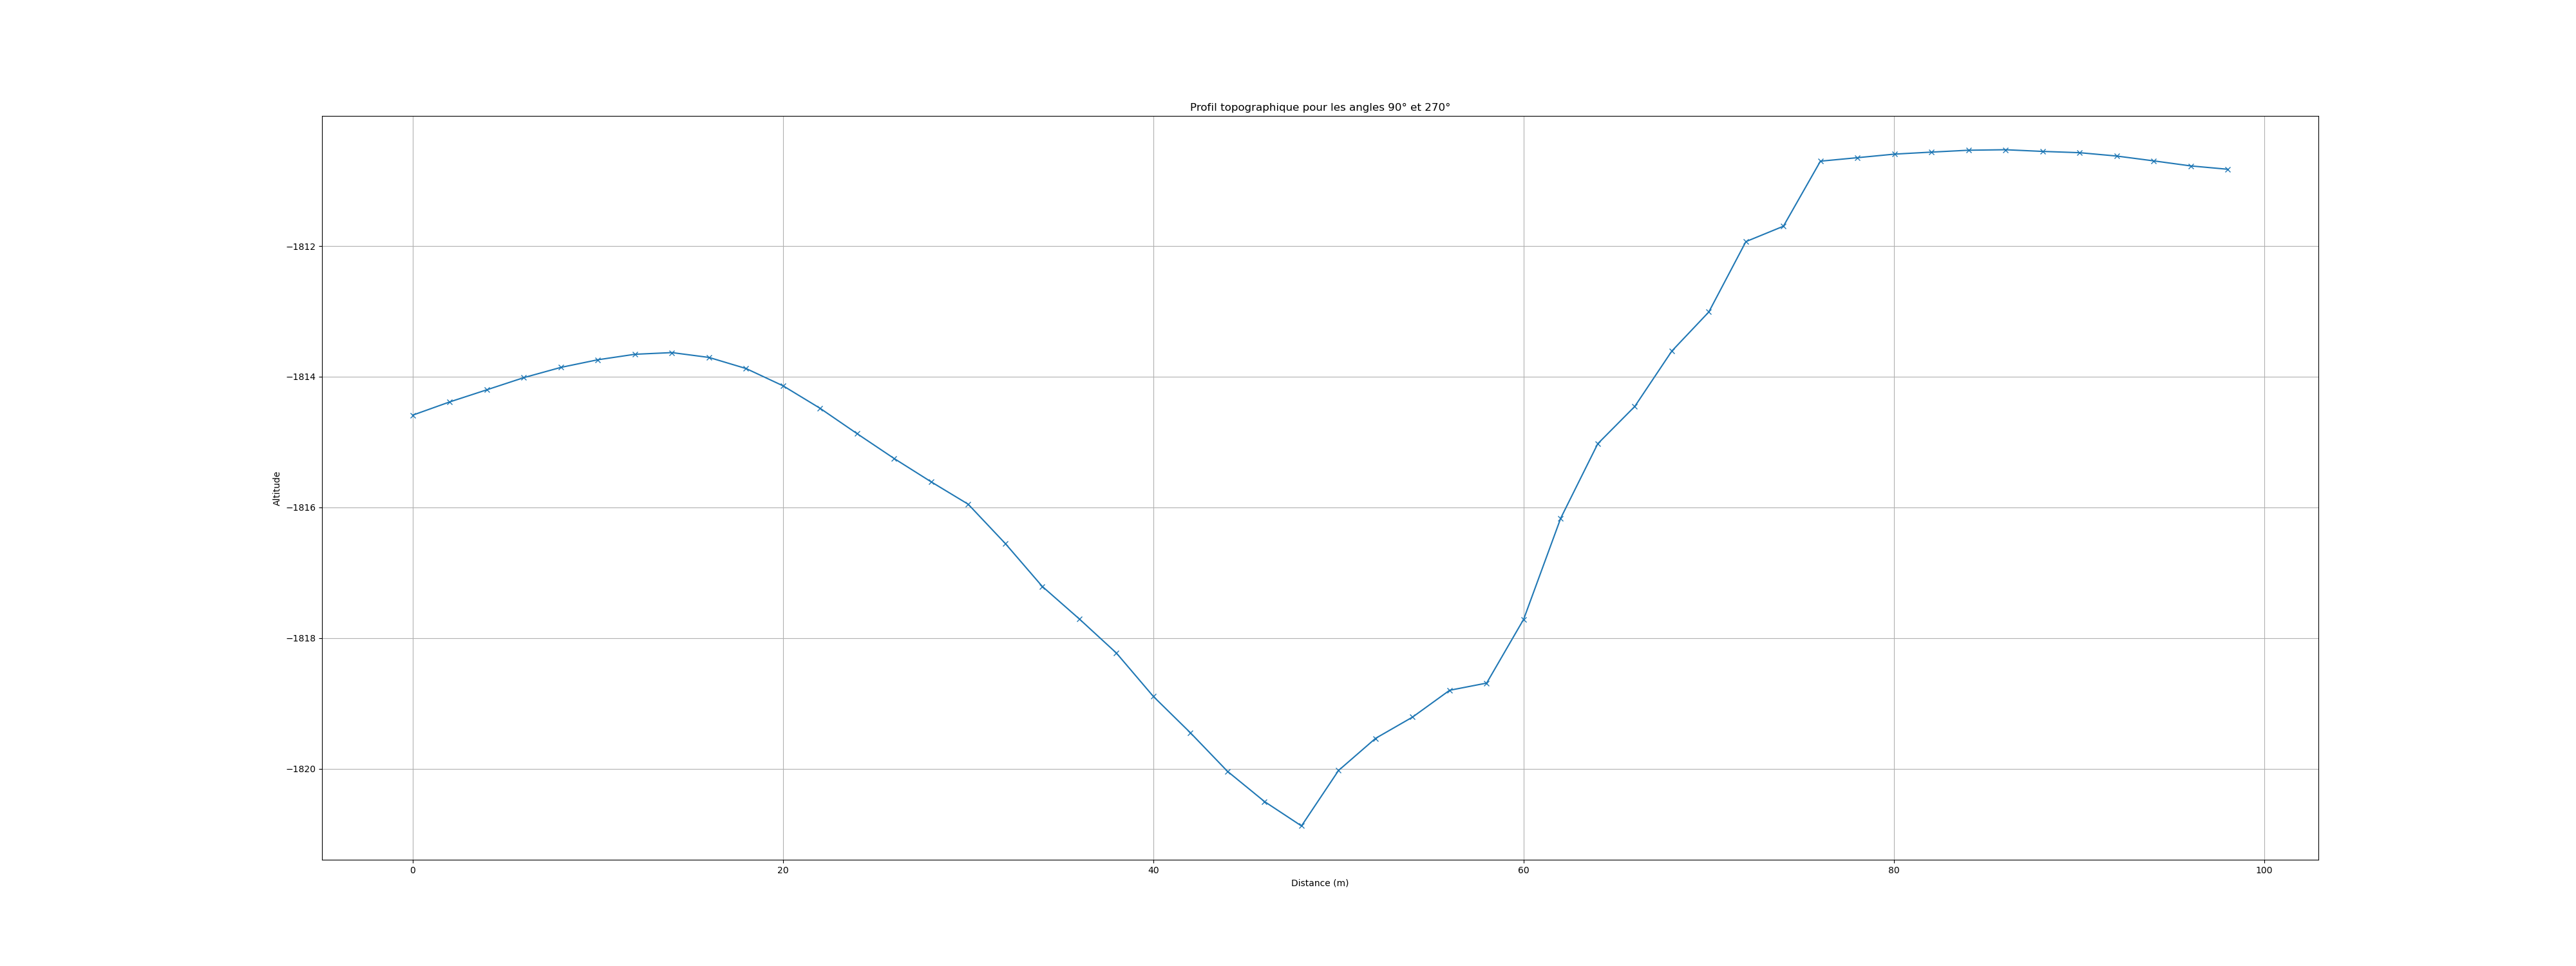 Profil topographique pour les angles 90° et 270°
Altitude
−1812
−1814
−1816
−1818
−1820
0 20 40 60 80 100
Distance (m)